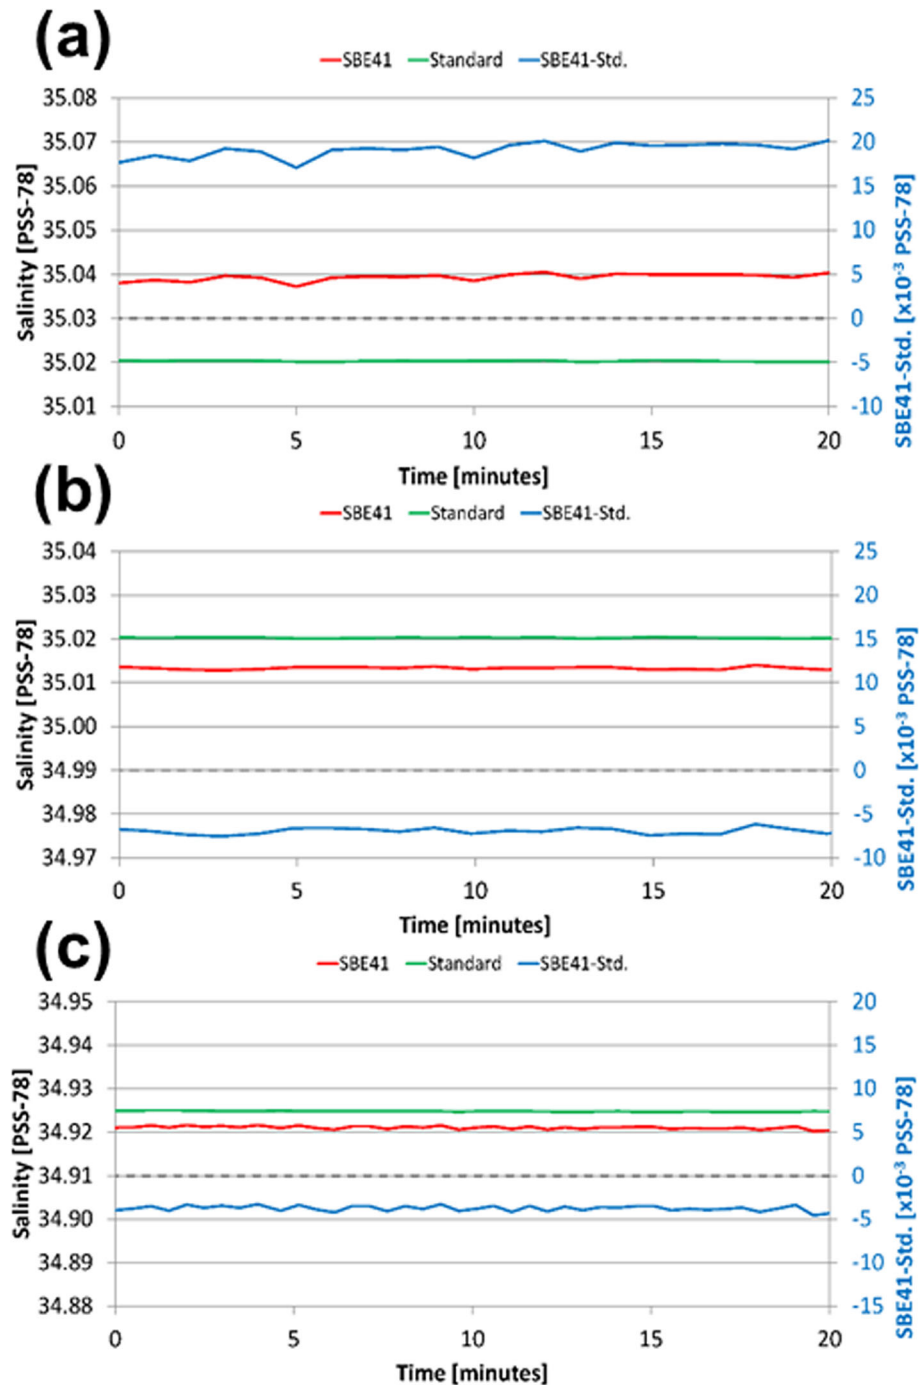 (a)
SBE41 Standard SBE41-Std.
35.08 25
35.07 20
35.06 15
35.05 10
35.04 5
35.03 0
35.02 -5
35.01 -10
Salinity [PSS-78]
SBE41-Std. [x10⁻³ PSS-78]
0 5 10 15 20
Time [minutes]
(b)
SBE41 Standard SBE41-Std.
35.04 25
35.03 20
35.02 15
35.01 10
35.00 5
34.99 0
34.98 -5
34.97 -10
Salinity [PSS-78]
SBE41-Std. [x10⁻³ PSS-78]
0 5 10 15 20
Time [minutes]
(c)
SBE41 Standard SBE41-Std.
34.95 20
34.94 15
34.93 10
34.92 5
34.91 0
34.90 -5
34.89 -10
34.88 -15
Salinity [PSS-78]
SBE41-Std. [x10⁻³ PSS-78]
0 5 10 15 20
Time [minutes]